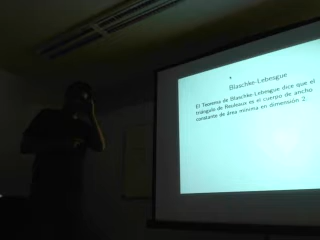 Blaschke-Lebesgue
El Teorema de Blaschke-Lebesgue dice que el
triángulo de Reuleaux es el cuerpo de ancho
constante de área mínima en dimensión 2.